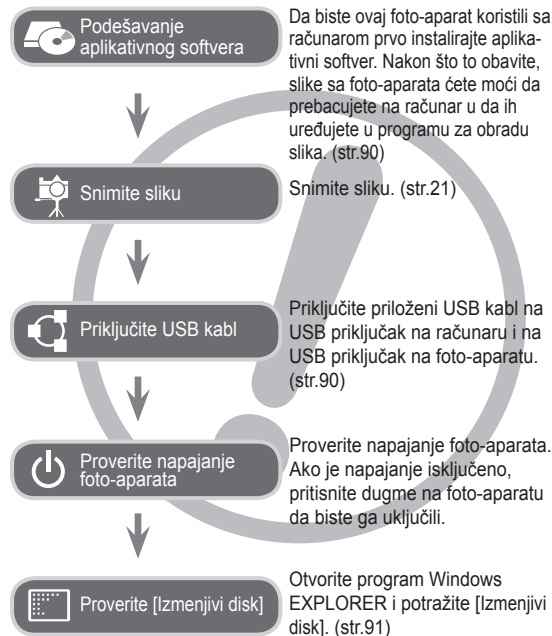 Podešavanje
aplikativnog softvera
Da biste ovaj foto-aparat koristili sa
računarom prvo instalirajte aplika-
tivni softver. Nakon što to obavite,
slike sa foto-aparata ćete moći da
prebacujete na računar u da ih
uređujete u programu za obradu
slika. (str.90)
Snimite sliku
Snimite sliku. (str.21)
Priključite USB kabl
Priključite priloženi USB kabl na
USB priključak na računaru i na
USB priključak na foto-aparatu.
(str.90)
Proverite napajanje
foto-aparata
Proverite napajanje foto-aparata.
Ako je napajanje isključeno,
pritisnite dugme na foto-aparatu
da biste ga uključili.
Proverite [Izmenjivi disk]
Otvorite program Windows
EXPLORER i potražite [Izmenjivi
disk]. (str.91)